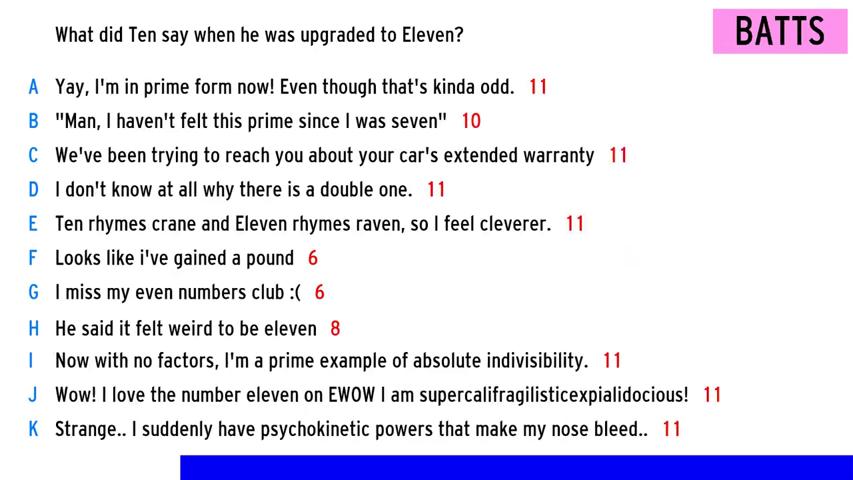 What did Ten say when he was upgraded to Eleven?
BATTS
A Yay, I'm in prime form now! Even though that's kinda odd. 11
B "Man, I haven't felt this prime since I was seven" 10
C We've been trying to reach you about your car's extended warranty 11
D I don't know at all why there is a double one. 11
E Ten rhymes crane and Eleven rhymes raven, so I feel cleverer. 11
F Looks like i've gained a pound 6
G I miss my even numbers club :( 6
H He said it felt weird to be eleven 8
I Now with no factors, I'm a prime example of absolute indivisibility. 11
J Wow! I love the number eleven on EWOW I am supercalifragilisticexpialidocious! 11
K Strange.. I suddenly have psychokinetic powers that make my nose bleed.. 11